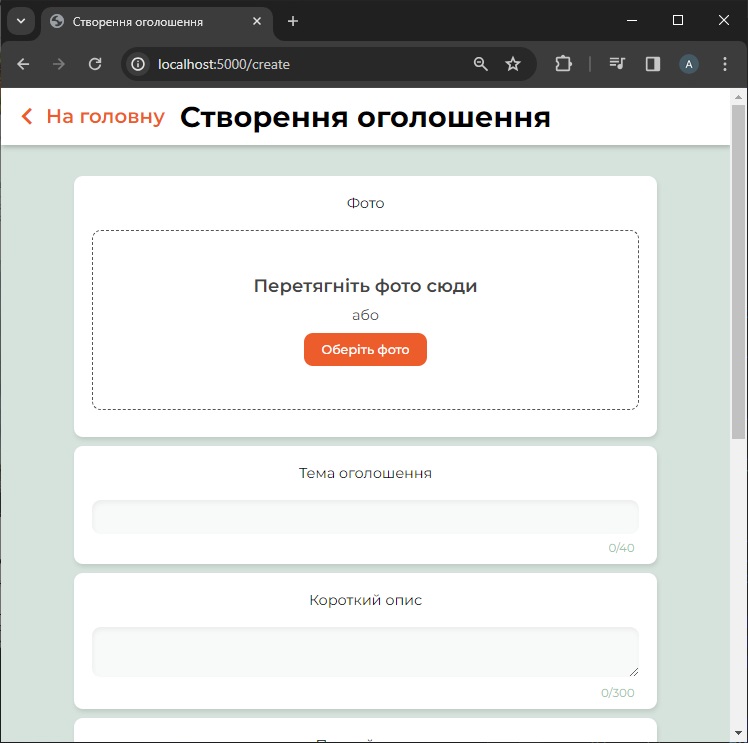 Створення оголошення
localhost:5000/create
A
На головну
Створення оголошення
Фото
Перетягніть фото сюди
або
Оберіть фото
Тема оголошення
0/40
Короткий опис
0/300